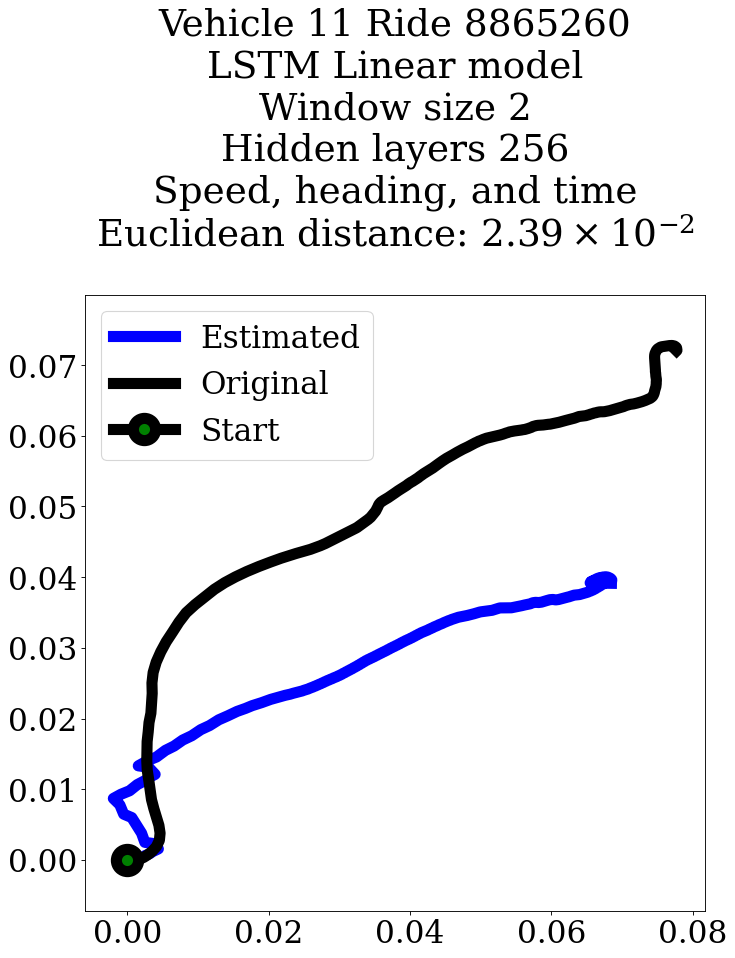 Vehicle 11 Ride 8865260
LSTM Linear model
Window size 2
Hidden layers 256
Speed, heading, and time
Euclidean distance: 2.39 × 10⁻²
Estimated
Original
Start
0.07
0.06
0.05
0.04
0.03
0.02
0.01
0.00
0.00 0.02 0.04 0.06 0.08